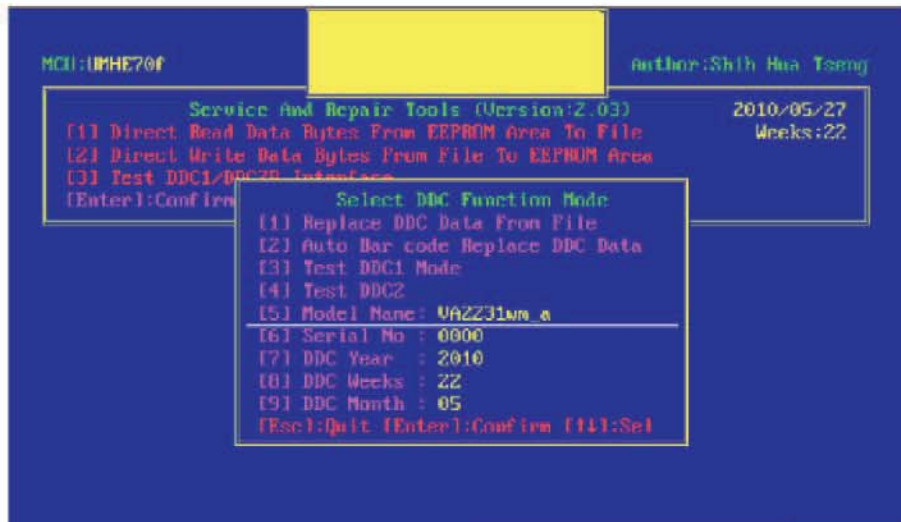 MCU:UMHE70f
Author:Shih Hua Tseng
Service And Repair Tools (Version:2.03)
2010/05/27
[1] Direct Read Data Bytes From EEPROM Area To File
Weeks:22
[2] Direct Write Data Bytes From File To EEPROM Area
[3] Test DDC1/DDC2B Interface
[Enter]:Confirm
Select DDC Function Mode
[1] Replace DDC Data From File
[2] Auto Bar code Replace DDC Data
[3] Test DDC1 Mode
[4] Test DDC2
[5] Model Name: VA2231wm_a
[6] Serial No : 0000
[7] DDC Year : 2010
[8] DDC Weeks : 22
[9] DDC Month : 05
[Esc]:Quit [Enter]:Confirm [↑↓]:Sel